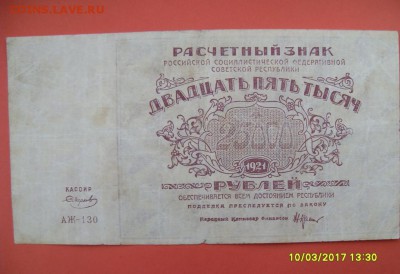 COINS.LAVE.RU
РАСЧЕТНЫЙ ЗНАК
РОССИЙСКОЙ СОЦИАЛИСТИЧЕСКОЙ ФЕДЕРАТИВНОЙ
СОВЕТСКОЙ РЕСПУБЛИКИ
ДВАДЦАТЬ ПЯТЬ ТЫСЯЧ
25000
1921
РУБЛЕЙ
ОБЕСПЕЧИВАЕТСЯ ВСЕМ ДОСТОЯНИЕМ РЕСПУБЛИКИ
ПОДДЕЛКА ПРЕСЛЕДУЕТСЯ ПО ЗАКОНУ
Народный Комиссар Финансов
КАССИР
АЖ-130
10/03/2017 13:30